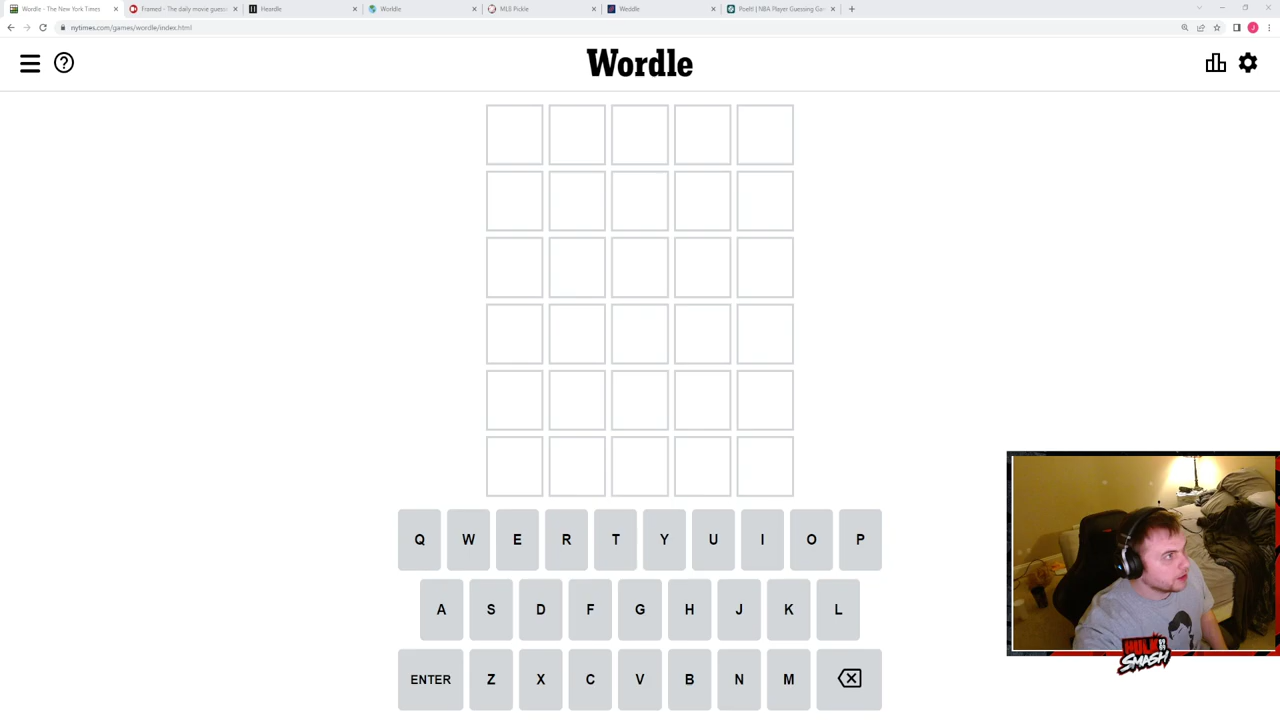 Wordle - The New York Times
Framed - The daily movie guess
Heardle
Worldle
MLB Pickle
Weddle
Poeltl | NBA Player Guessing Ga
nytimes.com/games/wordle/index.html
J
Wordle
Q W E R T Y U I O P
A S D F G H J K L
ENTER Z X C V B N M
HULK
SMASH